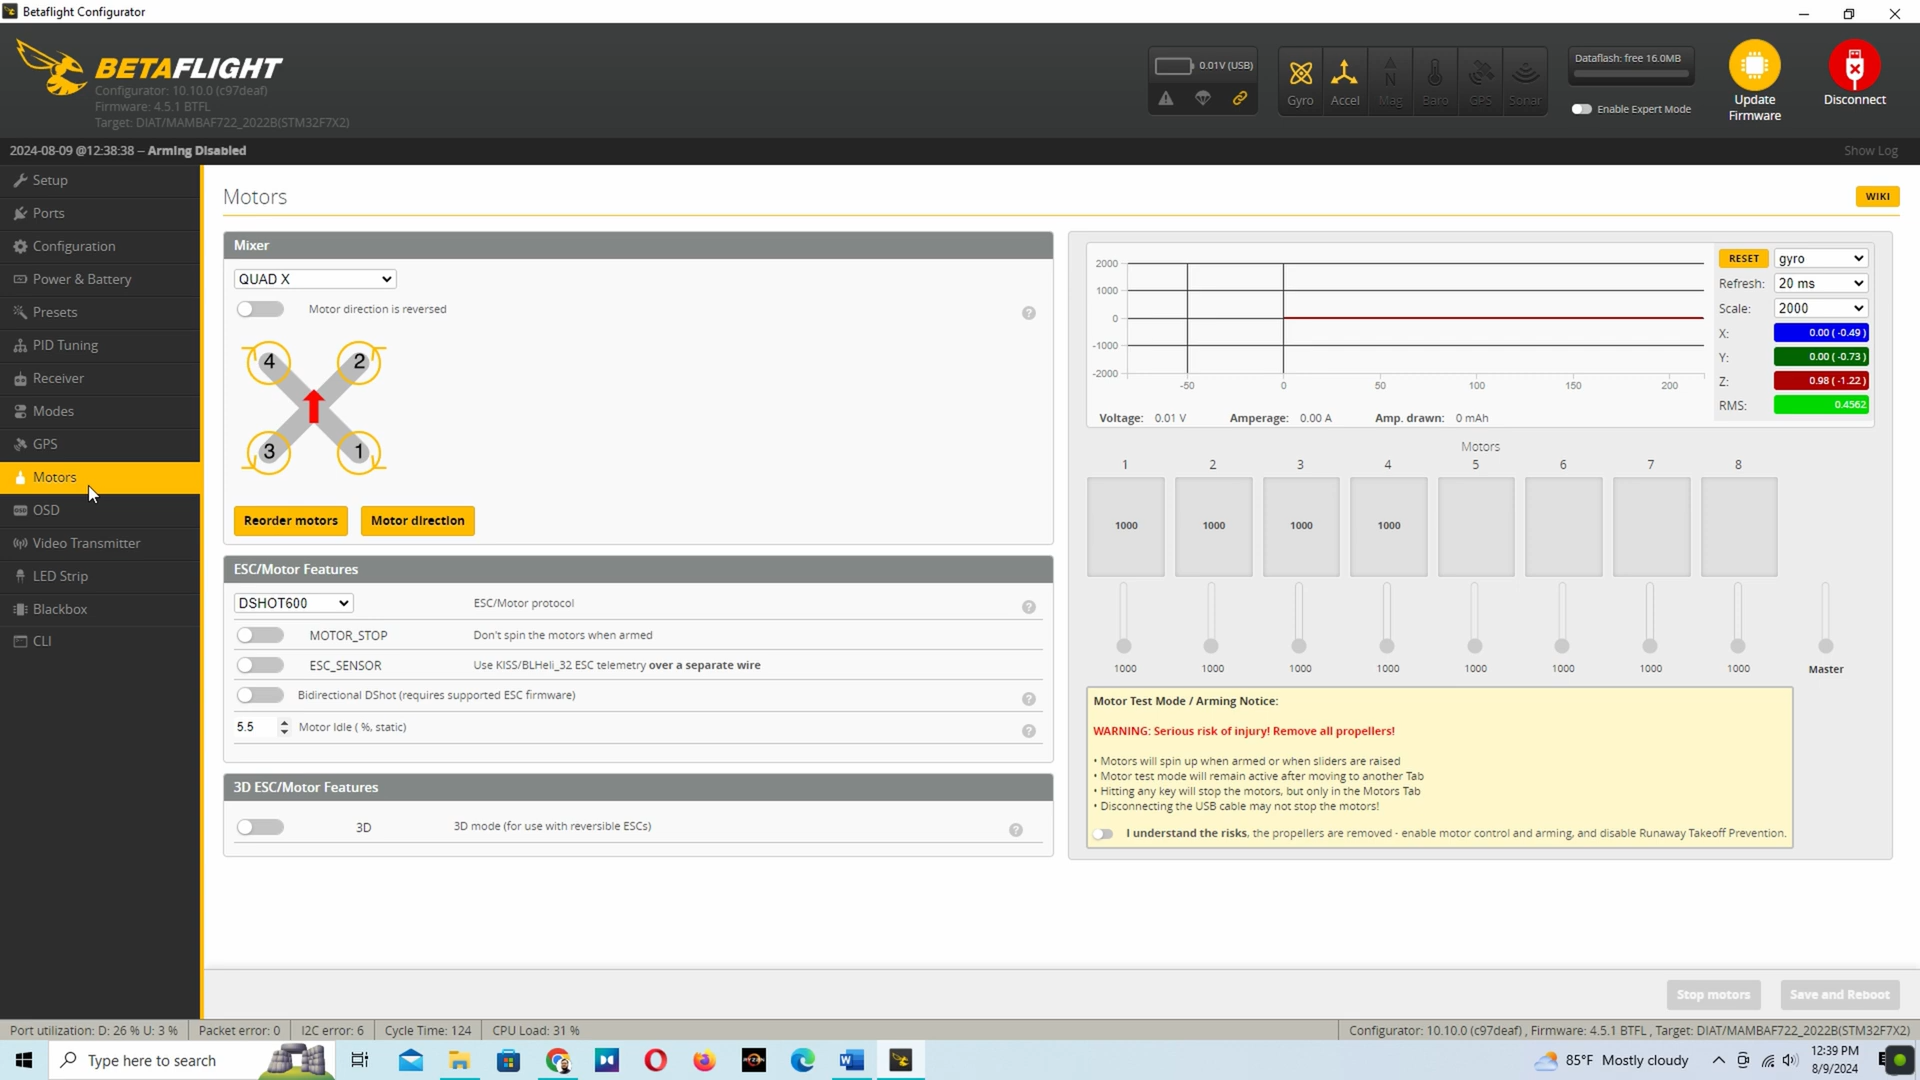 Betaflight Configurator
BETAFLIGHT
Configurator: 10.10.0 (c97deaf)
Firmware: 4.5.1 BTFL
Target: DIAT/MAMBAF722_2022B(STM32F7X2)
0.01V (USB)
Gyro
Accel
Mag
Baro
GPS
Sonar
Dataflash: free 16.0MB
Enable Expert Mode
Update
Firmware
Disconnect
2024-08-09 @12:38:38 -- Arming Disabled
Show Log
Setup
Ports
Configuration
Power & Battery
Presets
PID Tuning
Receiver
Modes
GPS
Motors
OSD
Video Transmitter
LED Strip
Blackbox
CLI
Motors
WIKI
Mixer
QUAD X
Motor direction is reversed
?
4
2
3
1
Reorder motors
Motor direction
ESC/Motor Features
DSHOT600
ESC/Motor protocol
?
MOTOR_STOP
Don't spin the motors when armed
ESC_SENSOR
Use KISS/BLHeli_32 ESC telemetry over a separate wire
Bidirectional DShot (requires supported ESC firmware)
?
5.5
Motor Idle ( %, static)
?
3D ESC/Motor Features
3D
3D mode (for use with reversible ESCs)
?
2000
1000
0
-1000
-2000
-50
0
50
100
150
200
RESET
gyro
Refresh:
20 ms
Scale:
2000
X:
0.00 ( -0.49 )
Y:
0.00 ( -0.73 )
Z:
0.98 ( -1.22 )
RMS:
0.4562
Voltage: 0.01 V
Amperage: 0.00 A
Amp. drawn: 0 mAh
Motors
1 2 3 4 5 6 7 8
1000 1000 1000 1000
1000 1000 1000 1000 1000 1000 1000 1000 Master
Motor Test Mode / Arming Notice:
WARNING: Serious risk of injury! Remove all propellers!
• Motors will spin up when armed or when sliders are raised
• Motor test mode will remain active after moving to another Tab
• Hitting any key will stop the motors, but only in the Motors Tab
• Disconnecting the USB cable may not stop the motors!
I understand the risks, the propellers are removed - enable motor control and arming, and disable Runaway Takeoff Prevention.
Stop motors
Save and Reboot
Port utilization: D: 26 % U: 3 %
Packet error: 0
I2C error: 6
Cycle Time: 124
CPU Load: 31 %
Configurator: 10.10.0 (c97deaf) , Firmware: 4.5.1 BTFL , Target: DIAT/MAMBAF722_2022B(STM32F7X2)
Type here to search
85°F Mostly cloudy
12:39 PM
8/9/2024